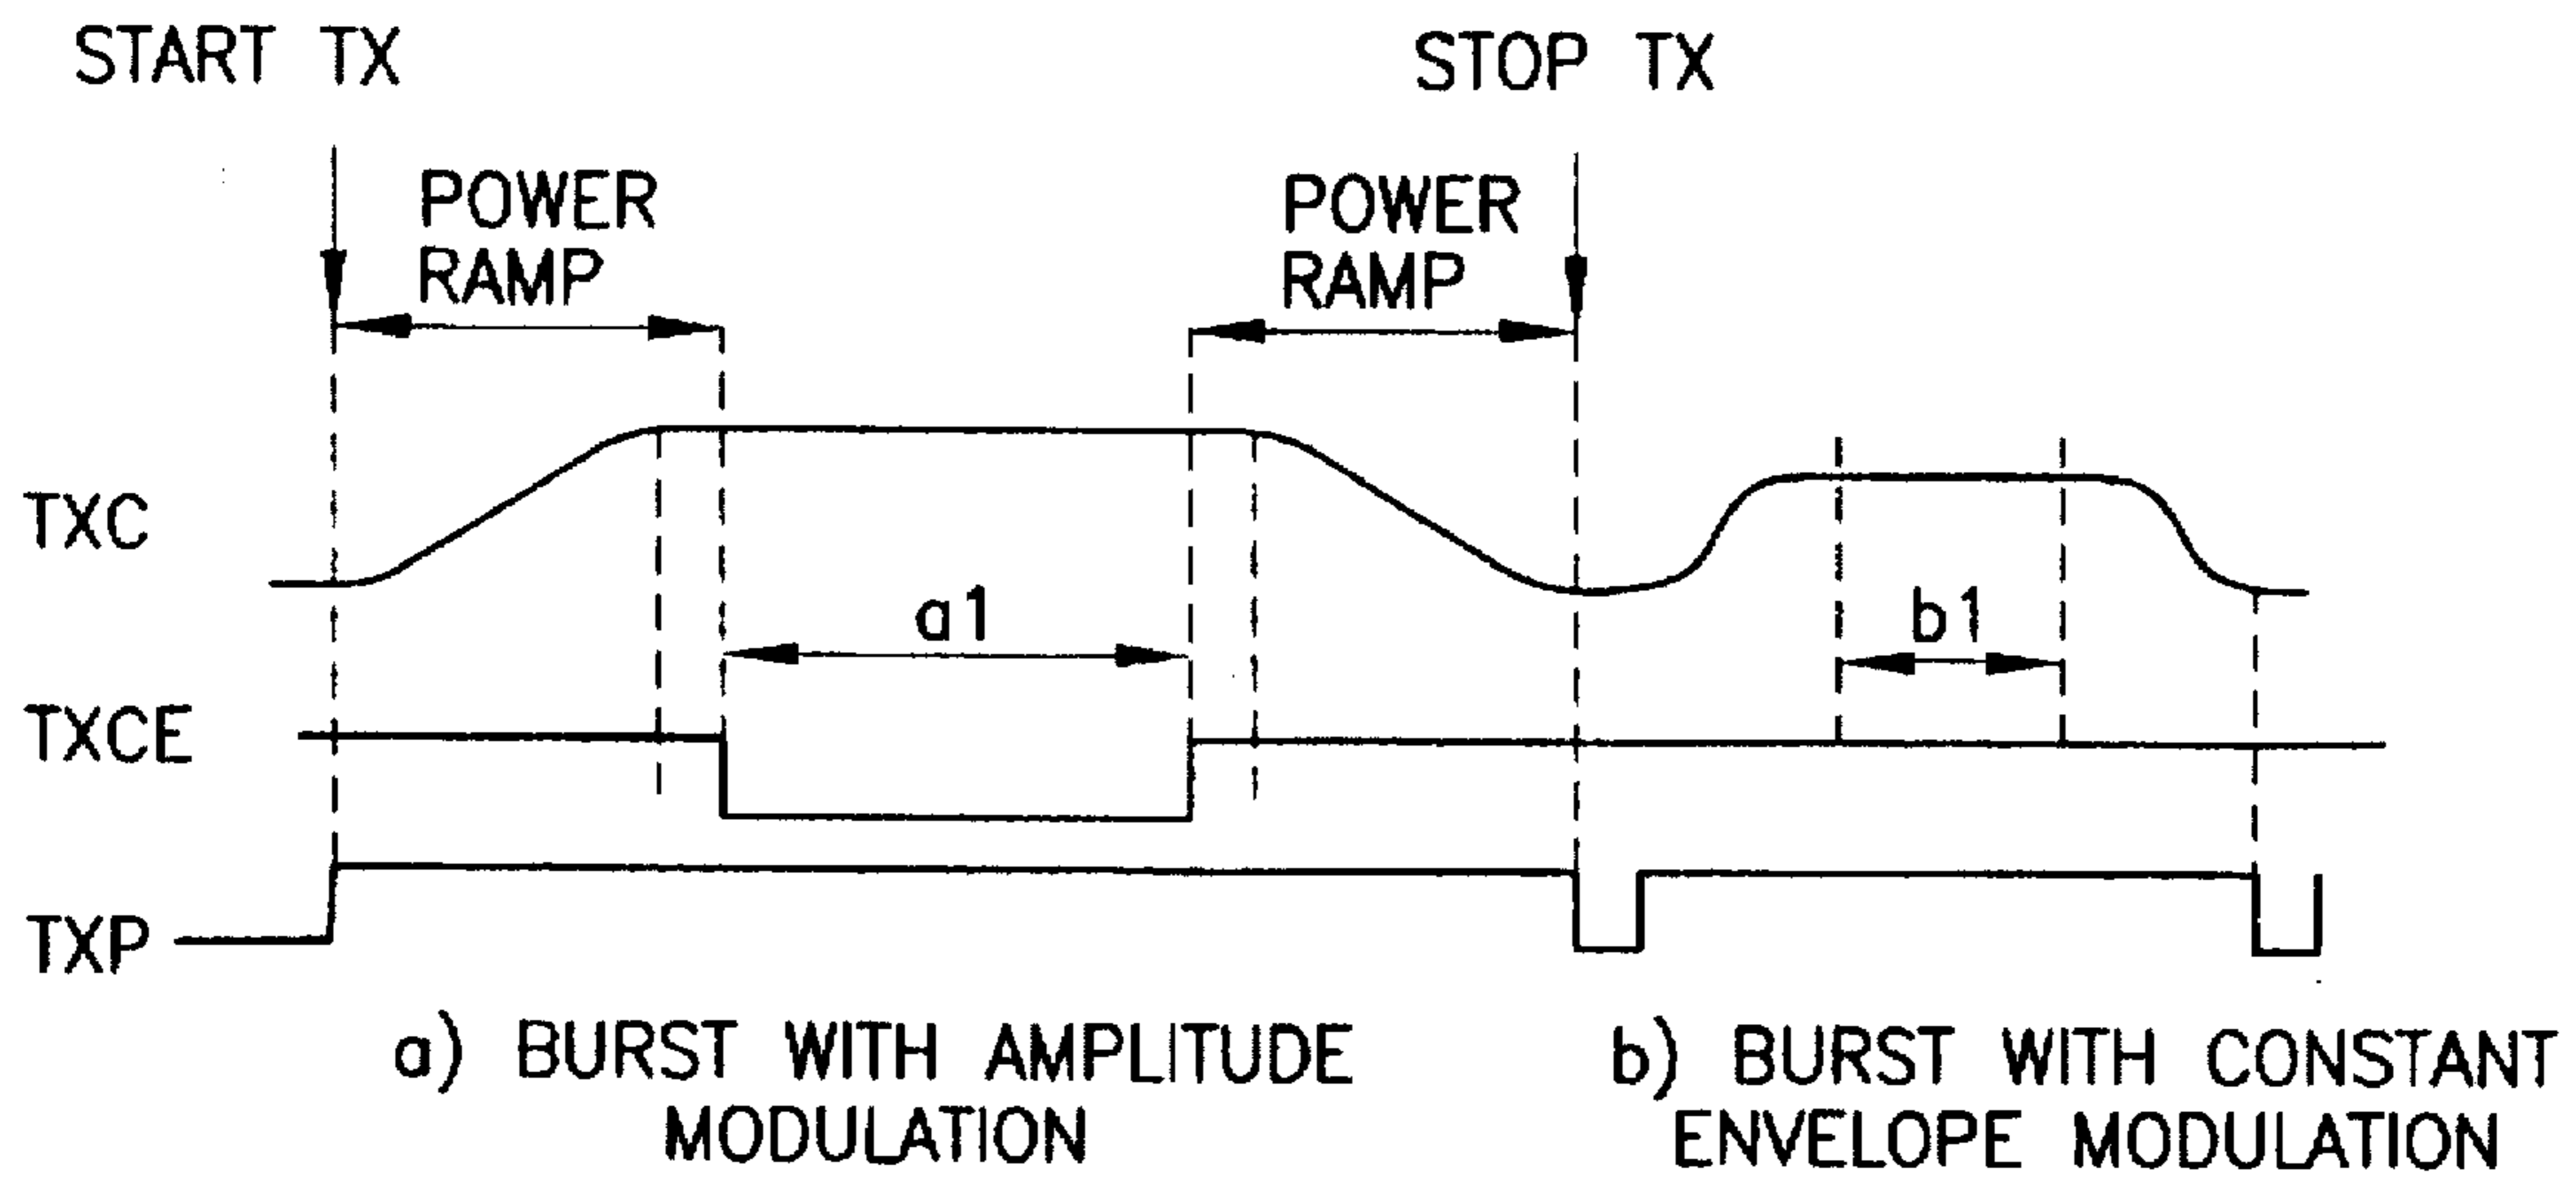 START TX
STOP TX
POWER
RAMP
POWER
RAMP
TXC
a1
b1
TXCE
TXP
a) BURST WITH AMPLITUDE
MODULATION
b) BURST WITH CONSTANT
ENVELOPE MODULATION